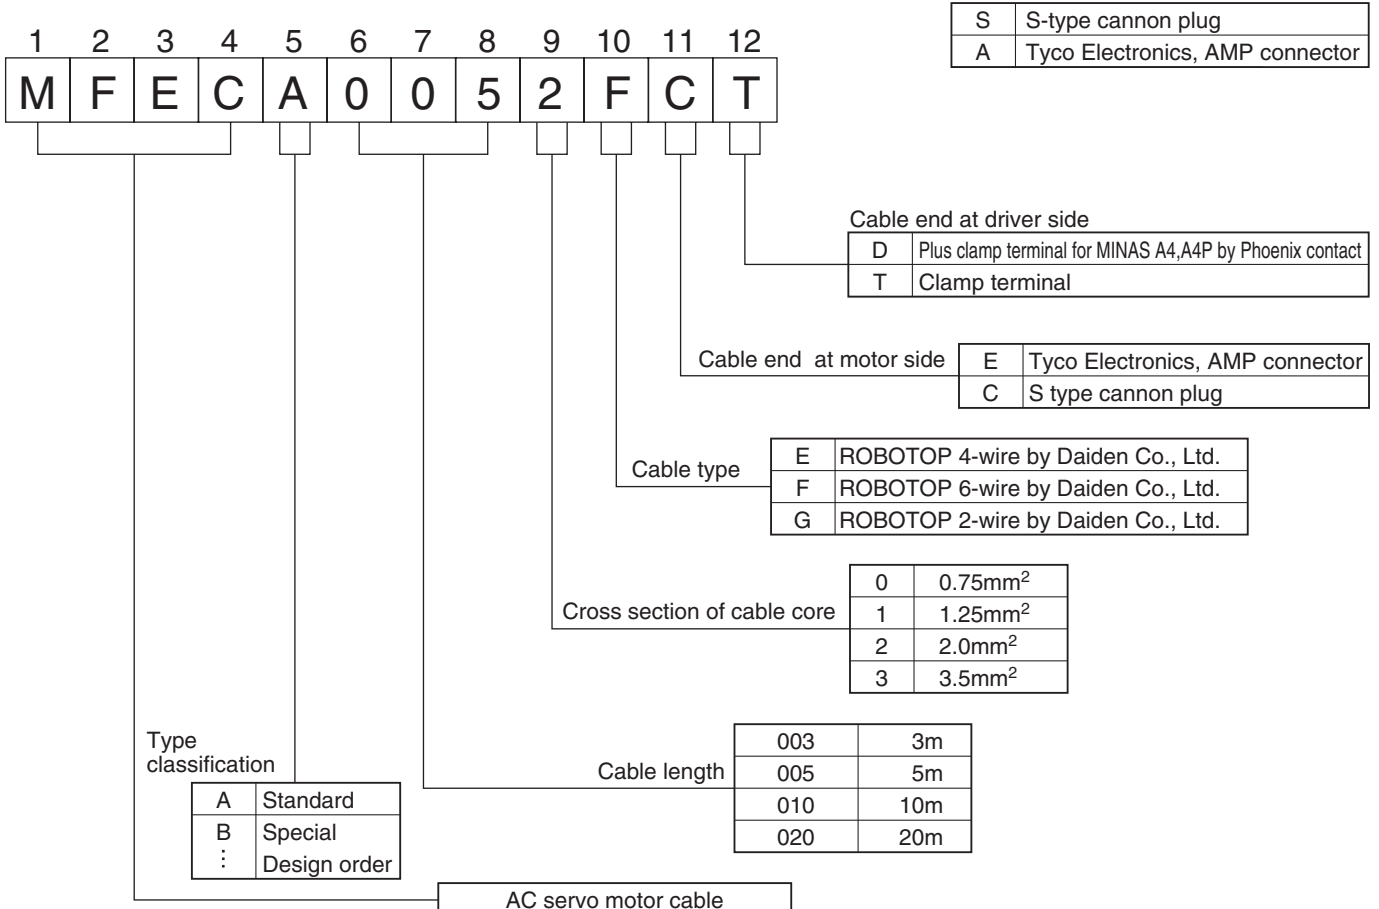 S S-type cannon plug
A Tyco Electronics, AMP connector
1 2 3 4 5 6 7 8 9 10 11 12
M F E C A 0 0 5 2 F C T
Cable end at driver side
D Plus clamp terminal for MINAS A4,A4P by Phoenix contact
T Clamp terminal
Cable end at motor side
E Tyco Electronics, AMP connector
C S type cannon plug
Cable type
E ROBOTOP 4-wire by Daiden Co., Ltd.
F ROBOTOP 6-wire by Daiden Co., Ltd.
G ROBOTOP 2-wire by Daiden Co., Ltd.
Cross section of cable core
0 0.75mm²
1 1.25mm²
2 2.0mm²
3 3.5mm²
Cable length
003 3m
005 5m
010 10m
020 20m
Type
classification
A Standard
B Special
⋮ Design order
AC servo motor cable